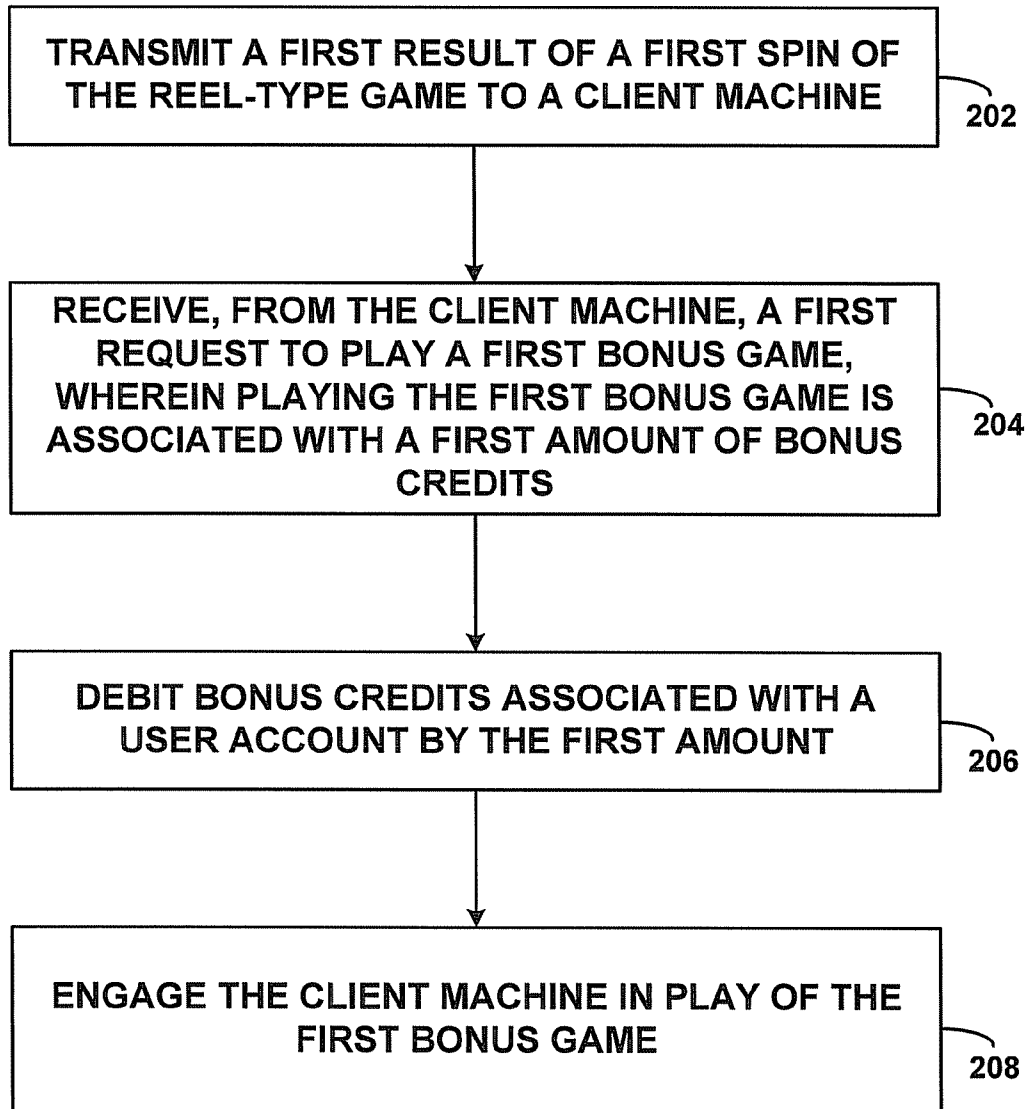 TRANSMIT A FIRST RESULT OF A FIRST SPIN OF
THE REEL-TYPE GAME TO A CLIENT MACHINE
202
RECEIVE, FROM THE CLIENT MACHINE, A FIRST
REQUEST TO PLAY A FIRST BONUS GAME,
WHEREIN PLAYING THE FIRST BONUS GAME IS
ASSOCIATED WITH A FIRST AMOUNT OF BONUS
CREDITS
204
DEBIT BONUS CREDITS ASSOCIATED WITH A
USER ACCOUNT BY THE FIRST AMOUNT
206
ENGAGE THE CLIENT MACHINE IN PLAY OF THE
FIRST BONUS GAME
208